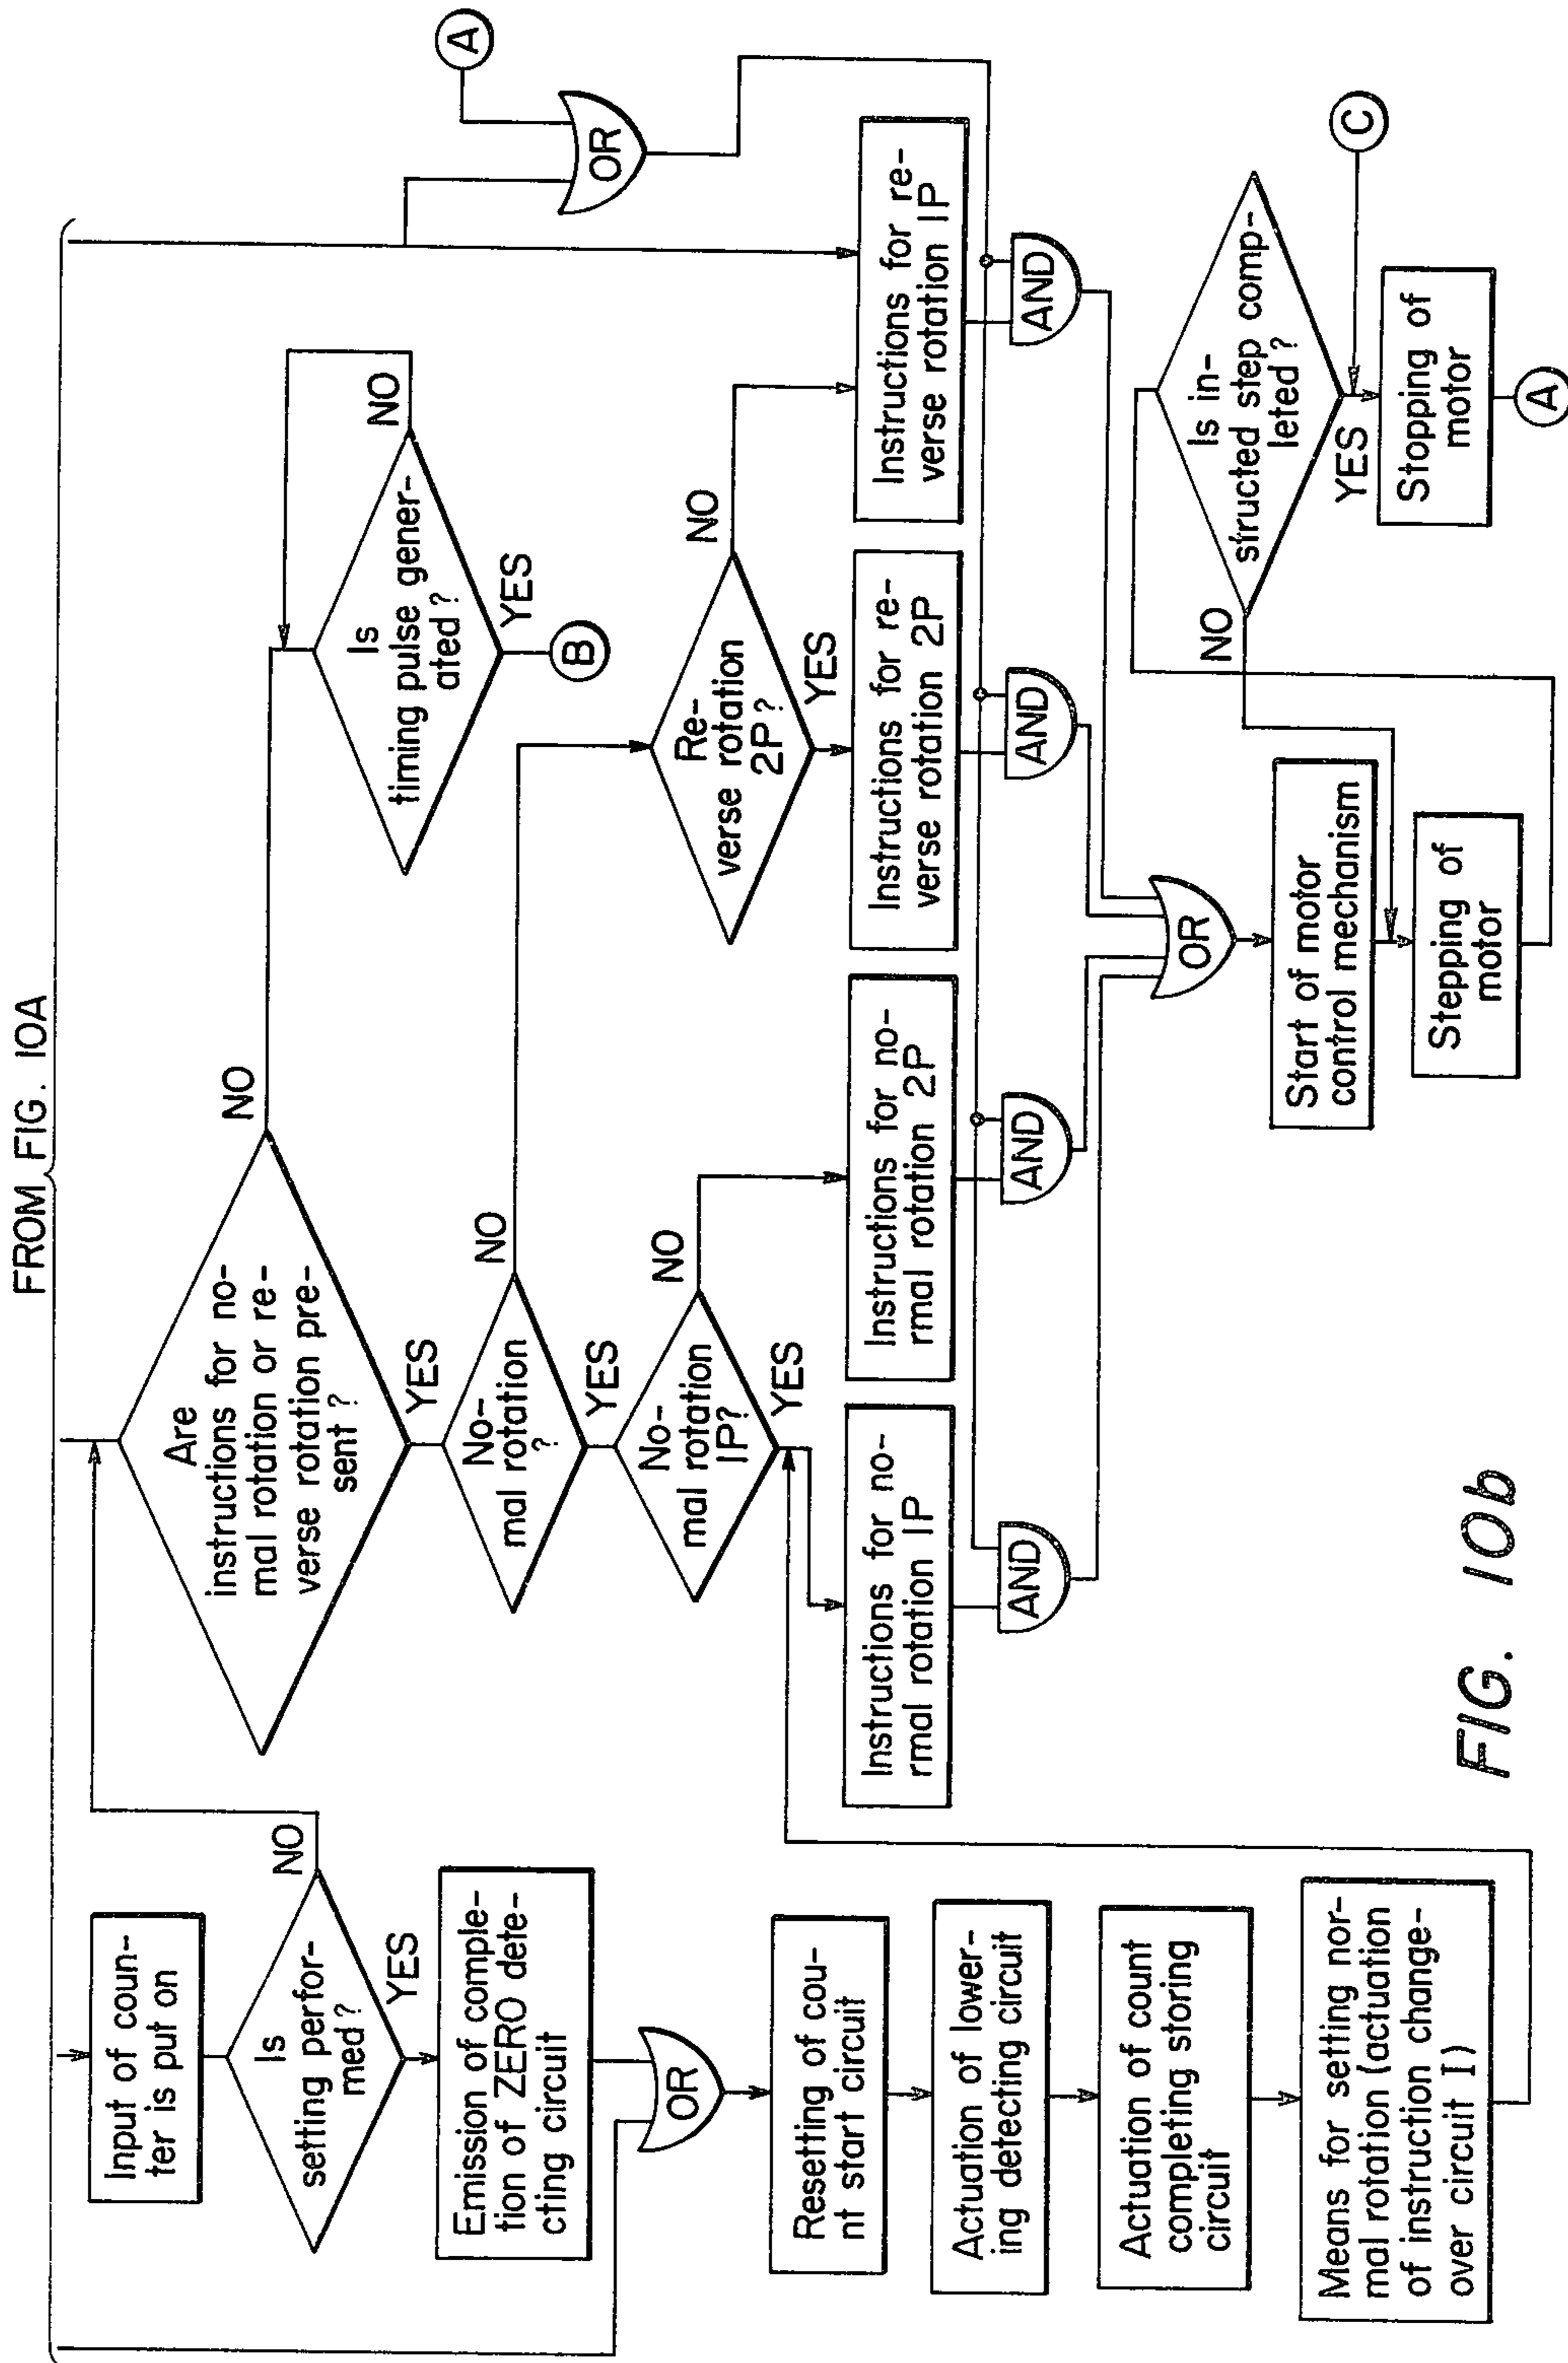 FROM FIG. 10A
Input of coun-
ter is put on
Is
setting perfor-
med?
NO
YES
Emission of comple-
tion of ZERO dete-
cting circuit
OR
Resetting of cou-
nt start circuit
Actuation of lower-
ing detecting circuit
Actuation of count
completing storing
circuit
Means for setting nor-
mal rotation (actuation
of instruction change-
over circuit I)
Are
instructions for no-
mal rotation or re-
verse rotation pre-
sent ?
NO
YES
No-
mal rotation
?
NO
YES
No-
mal rotation
1P?
NO
YES
Is
timing pulse gener-
ated ?
NO
YES
B
Re-
verse rotation
2P?
NO
YES
A
OR
Instructions for no-
rmal rotation 1P
Instructions for no-
rmal rotation 2P
Instructions for re-
verse rotation 2P
Instructions for re-
verse rotation 1P
AND
AND
AND
AND
OR
Start of motor
control mechanism
Stepping of
motor
Is in-
structed step comp-
leted ?
NO
YES
C
Stopping of
motor
A
FIG. 10b